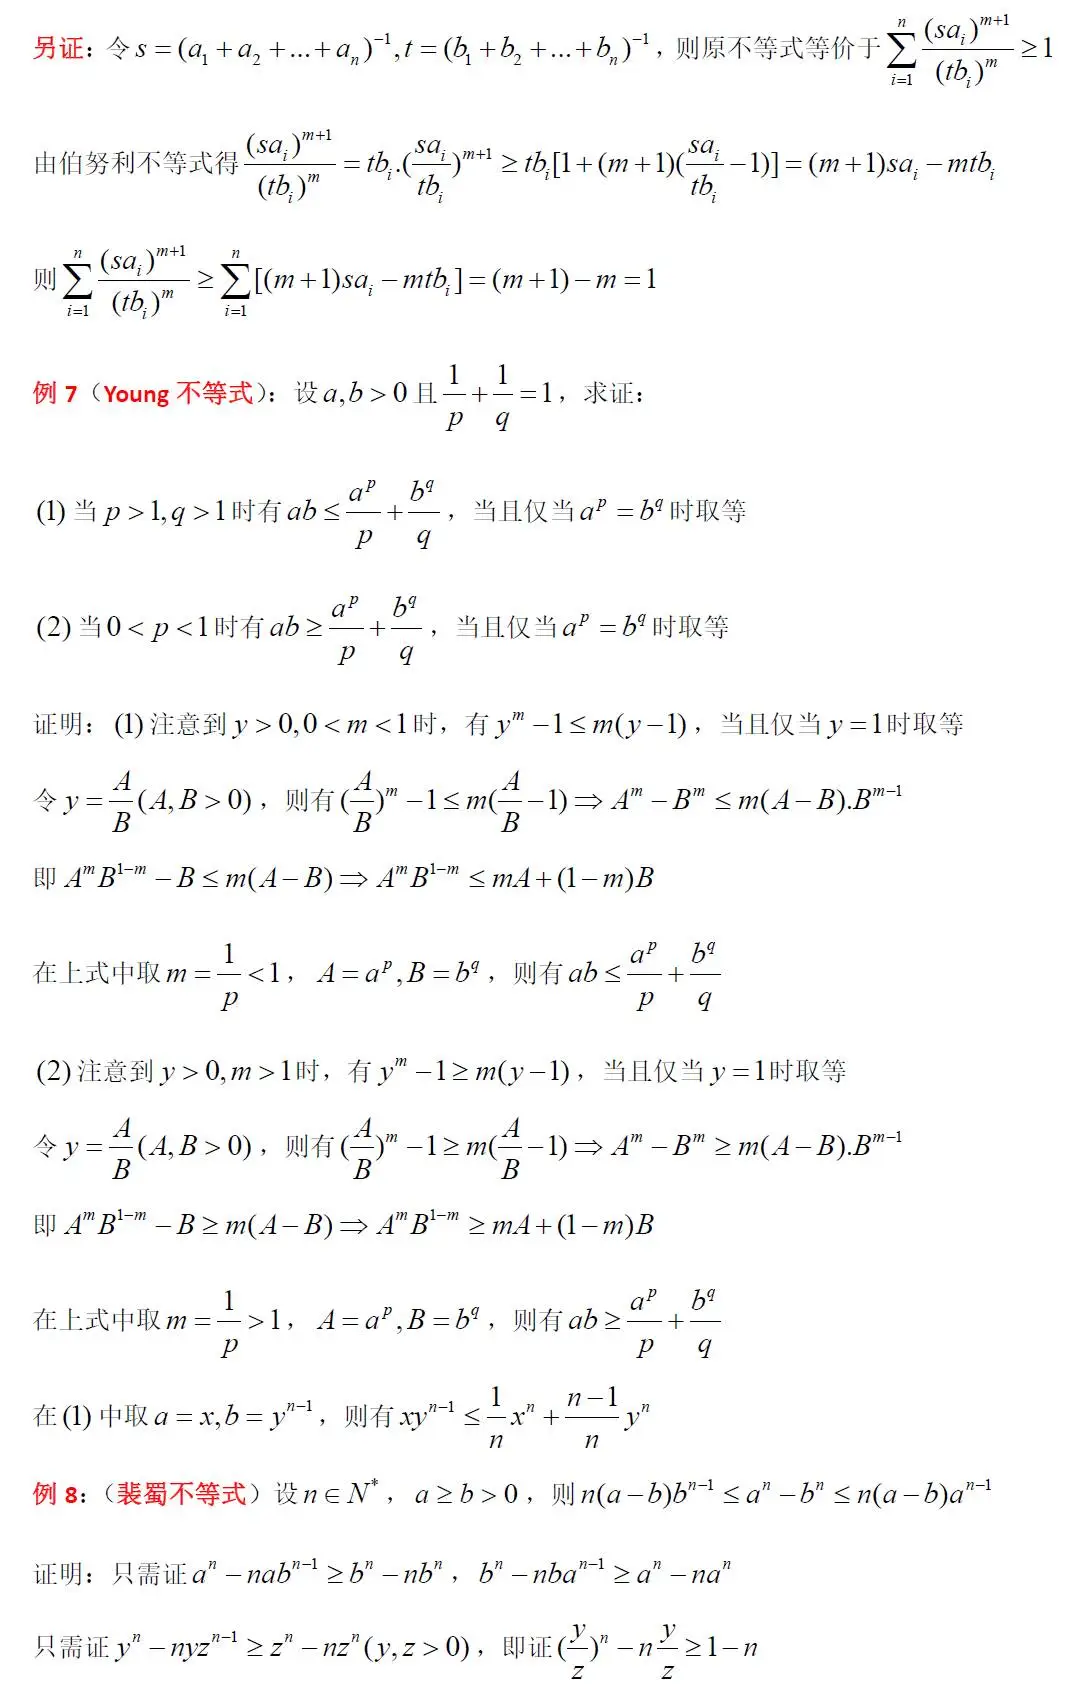 另证：令 $s=(a_1+a_2+...+a_n)^{-1},t=(b_1+b_2+...+b_n)^{-1}$，则原不等式等价于 $\sum_{i=1}^{n}\frac{(sa_i)^{m+1}}{(tb_i)^m}\geq 1$
由伯努利不等式得 $\frac{(sa_i)^{m+1}}{(tb_i)^m}=tb_i.(\frac{sa_i}{tb_i})^{m+1}\geq tb_i[1+(m+1)(\frac{sa_i}{tb_i}-1)]=(m+1)sa_i-mtb_i$
则 $\sum_{i=1}^{n}\frac{(sa_i)^{m+1}}{(tb_i)^m}\geq\sum_{i=1}^{n}[(m+1)sa_i-mtb_i]=(m+1)-m=1$
例 7（Young 不等式）：设 $a,b>0$ 且 $\frac{1}{p}+\frac{1}{q}=1$，求证：
(1) 当 $p>1,q>1$ 时有 $ab\leq\frac{a^p}{p}+\frac{b^q}{q}$，当且仅当 $a^p=b^q$ 时取等
(2) 当 $0<p<1$ 时有 $ab\geq\frac{a^p}{p}+\frac{b^q}{q}$，当且仅当 $a^p=b^q$ 时取等
证明：(1) 注意到 $y>0,0<m<1$ 时，有 $y^m-1\leq m(y-1)$，当且仅当 $y=1$ 时取等
令 $y=\frac{A}{B}(A,B>0)$，则有 $(\frac{A}{B})^m-1\leq m(\frac{A}{B}-1)\Rightarrow A^m-B^m\leq m(A-B).B^{m-1}$
即 $A^mB^{1-m}-B\leq m(A-B)\Rightarrow A^mB^{1-m}\leq mA+(1-m)B$
在上式中取 $m=\frac{1}{p}<1$，$A=a^p,B=b^q$，则有 $ab\leq\frac{a^p}{p}+\frac{b^q}{q}$
(2) 注意到 $y>0,m>1$ 时，有 $y^m-1\geq m(y-1)$，当且仅当 $y=1$ 时取等
令 $y=\frac{A}{B}(A,B>0)$，则有 $(\frac{A}{B})^m-1\geq m(\frac{A}{B}-1)\Rightarrow A^m-B^m\geq m(A-B).B^{m-1}$
即 $A^mB^{1-m}-B\geq m(A-B)\Rightarrow A^mB^{1-m}\geq mA+(1-m)B$
在上式中取 $m=\frac{1}{p}>1$，$A=a^p,B=b^q$，则有 $ab\geq\frac{a^p}{p}+\frac{b^q}{q}$
在 (1) 中取 $a=x,b=y^{n-1}$，则有 $xy^{n-1}\leq\frac{1}{n}x^n+\frac{n-1}{n}y^n$
例 8：（裴蜀不等式）设 $n\in N^*$，$a\geq b>0$，则 $n(a-b)b^{n-1}\leq a^n-b^n\leq n(a-b)a^{n-1}$
证明：只需证 $a^n-nab^{n-1}\geq b^n-nb^n$，$b^n-nba^{n-1}\geq a^n-na^n$
只需证 $y^n-nyz^{n-1}\geq z^n-nz^n(y,z>0)$，即证 $(\frac{y}{z})^n-n\frac{y}{z}\geq 1-n$